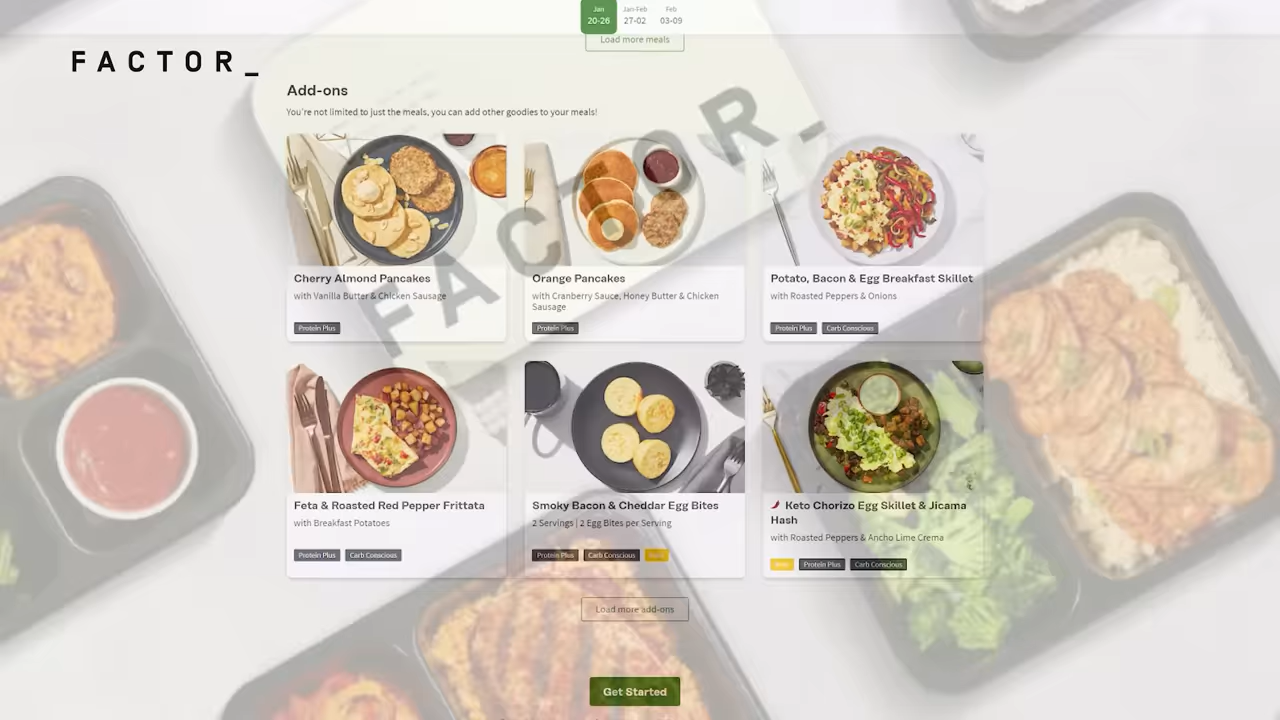 Jan
20-26
Jan-Feb
27-02
Feb
03-09
Load more meals
FACTOR_
Add-ons
You're not limited to just the meals, you can add other goodies to your meals!
FACTOR_
Cherry Almond Pancakes
with Vanilla Butter & Chicken Sausage
Protein Plus
Orange Pancakes
with Cranberry Sauce, Honey Butter & Chicken
Sausage
Protein Plus
Potato, Bacon & Egg Breakfast Skillet
with Roasted Peppers & Onions
Protein Plus
Carb Conscious
Feta & Roasted Red Pepper Frittata
with Breakfast Potatoes
Protein Plus
Carb Conscious
Smoky Bacon & Cheddar Egg Bites
2 Servings | 2 Egg Bites per Serving
Protein Plus
Carb Conscious
Keto Chorizo Egg Skillet & Jicama
Hash
with Roasted Peppers & Ancho Lime Crema
Protein Plus
Carb Conscious
Load more add-ons
Get Started